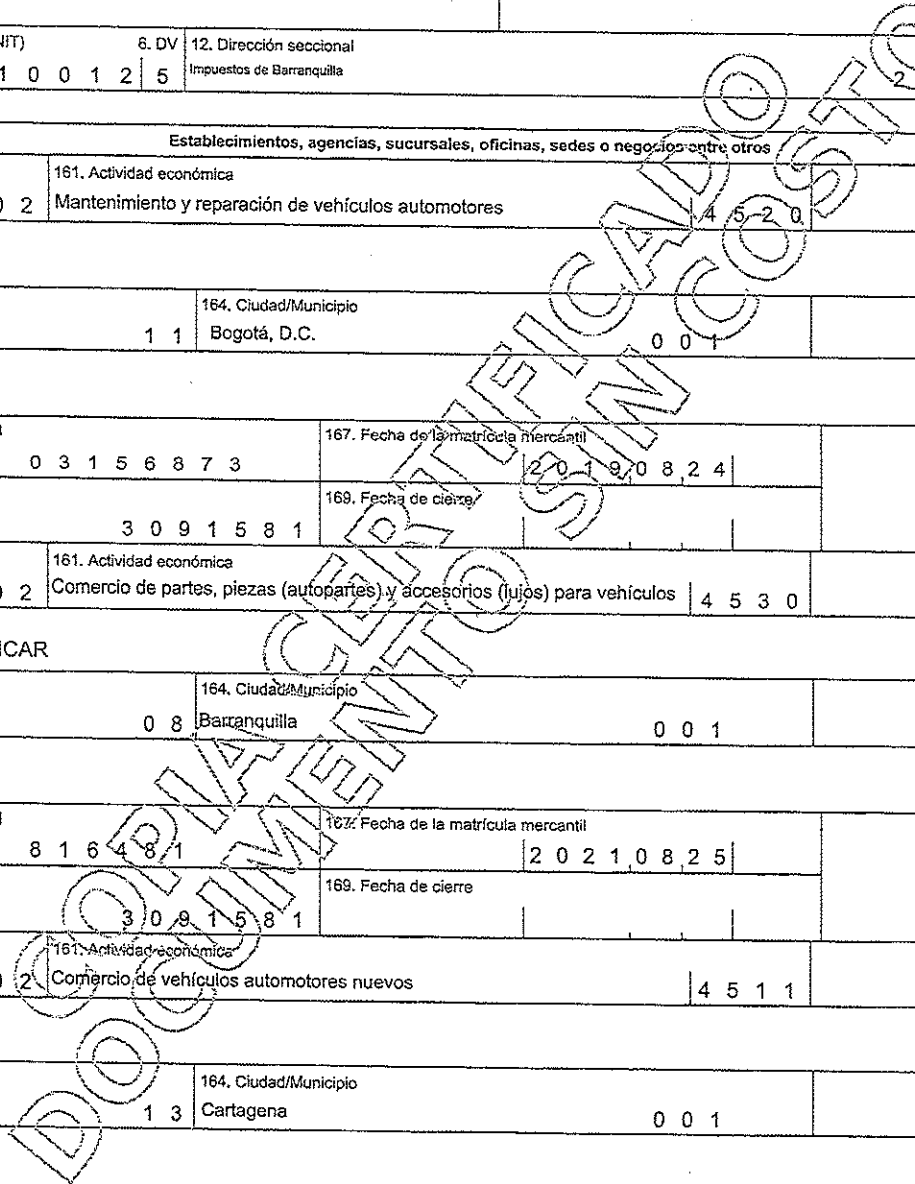 NIT) 6. DV 12. Dirección seccional
1 0 0 1 2 5 Impuestos de Barranquilla 2
Establecimientos, agencias, sucursales, oficinas, sedes o negocios entre otros
161. Actividad económica
0 2 Mantenimiento y reparación de vehículos automotores 4 5 2 0
164. Ciudad/Municipio
1 1 Bogotá, D.C. 0 0 1
167. Fecha de la matrícula mercantil
0 3 1 5 6 8 7 3 2 0 1 9 0 8 2 4
169. Fecha de cierre
3 0 9 1 5 8 1
161. Actividad económica
0 2 Comercio de partes, piezas (autopartes) y accesorios (lujos) para vehículos 4 5 3 0
ICAR
164. Ciudad/Municipio
0 8 Barranquilla 0 0 1
167. Fecha de la matrícula mercantil
8 1 6 4 8 1 2 0 2 1 0 8 2 5
169. Fecha de cierre
3 0 9 1 5 8 1
161. Actividad económica
0 2 Comercio de vehículos automotores nuevos 4 5 1 1
164. Ciudad/Municipio
1 3 Cartagena 0 0 1
COPIA CERTIFICADO
DOCUMENTO SIN COSTO